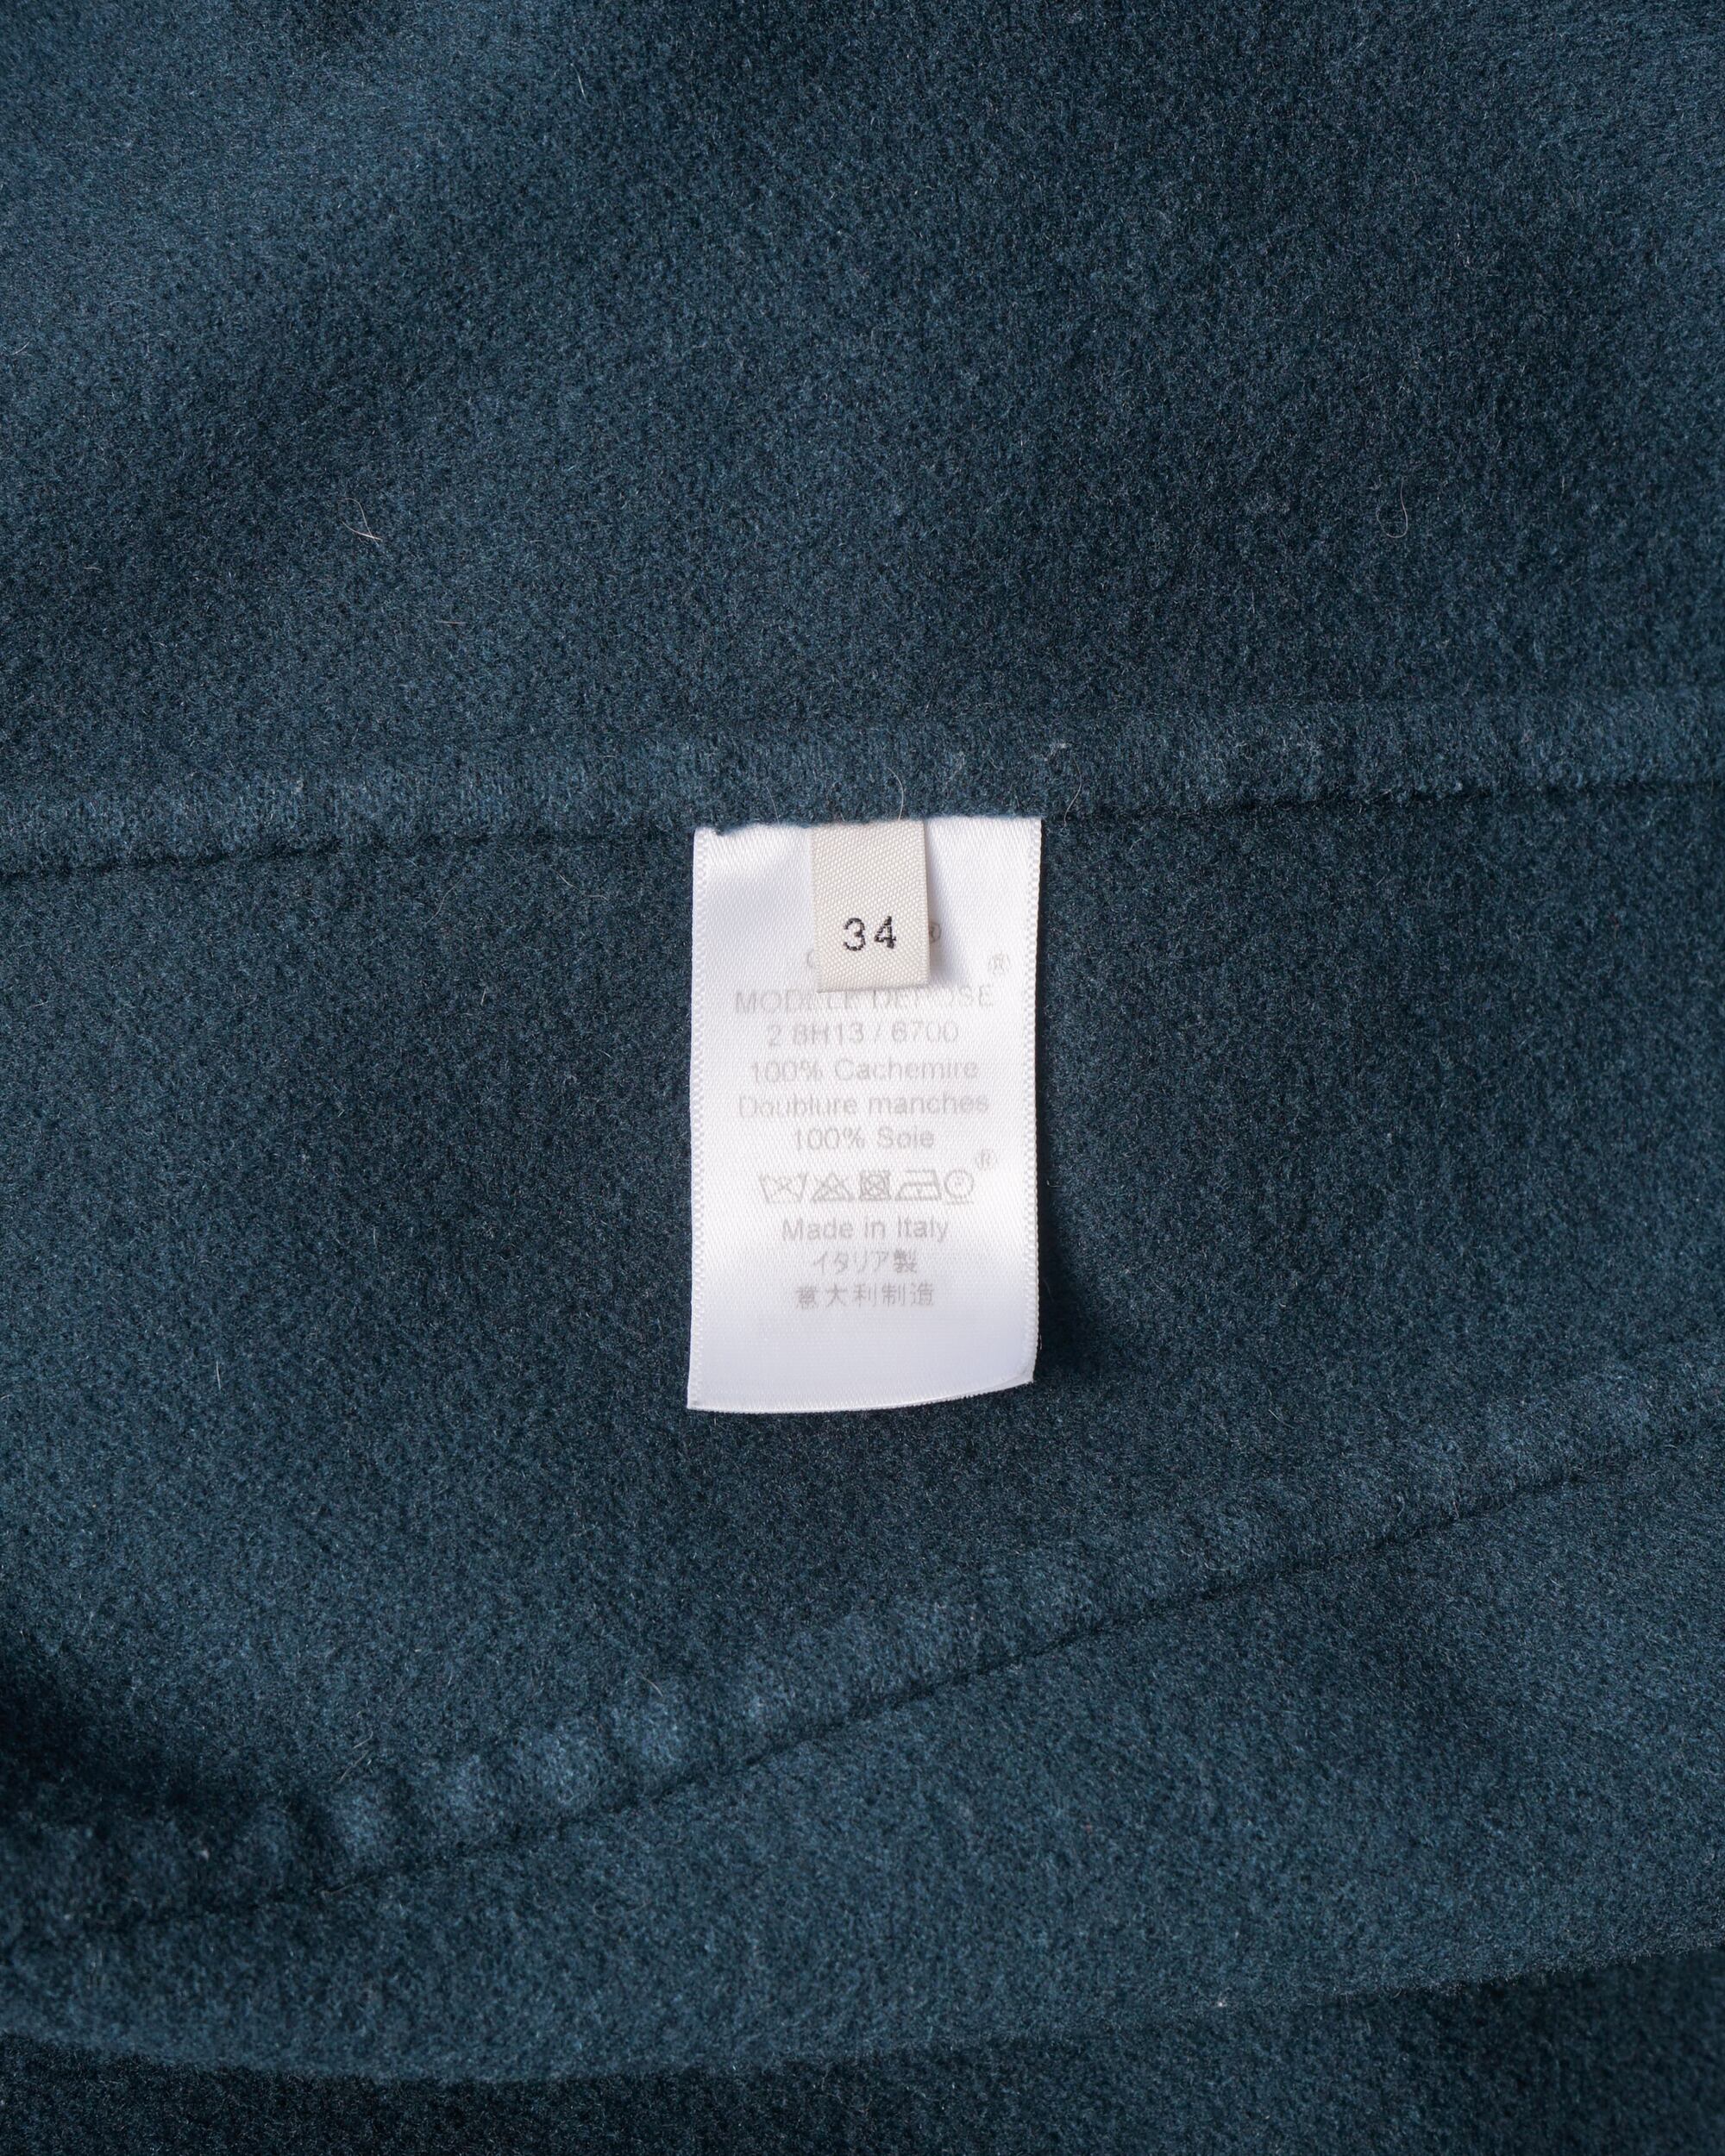 34
®
®
MODELE DEPOSE
2 8H13 / 6700
100% Cachemire
Doublure manches
100% Soie
®
Made in Italy
イタリア製
意大利制造